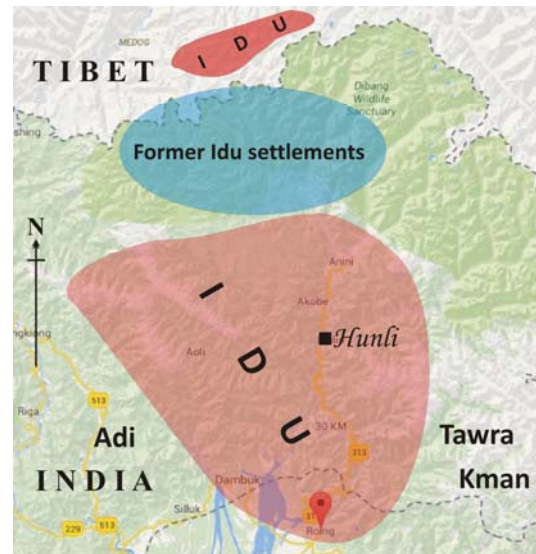 MEDOG
I D U
TIBET
Dibang
Wildlife
Sanctuary
shing
Former Idu settlements
N
Anini
I D U
Akobe
Hunli
Aoli
ngkiong
Riga
513
30 KM
Adi
313
Tawra
INDIA
Dambuk
Kman
Silluk
31
229
513
Roing